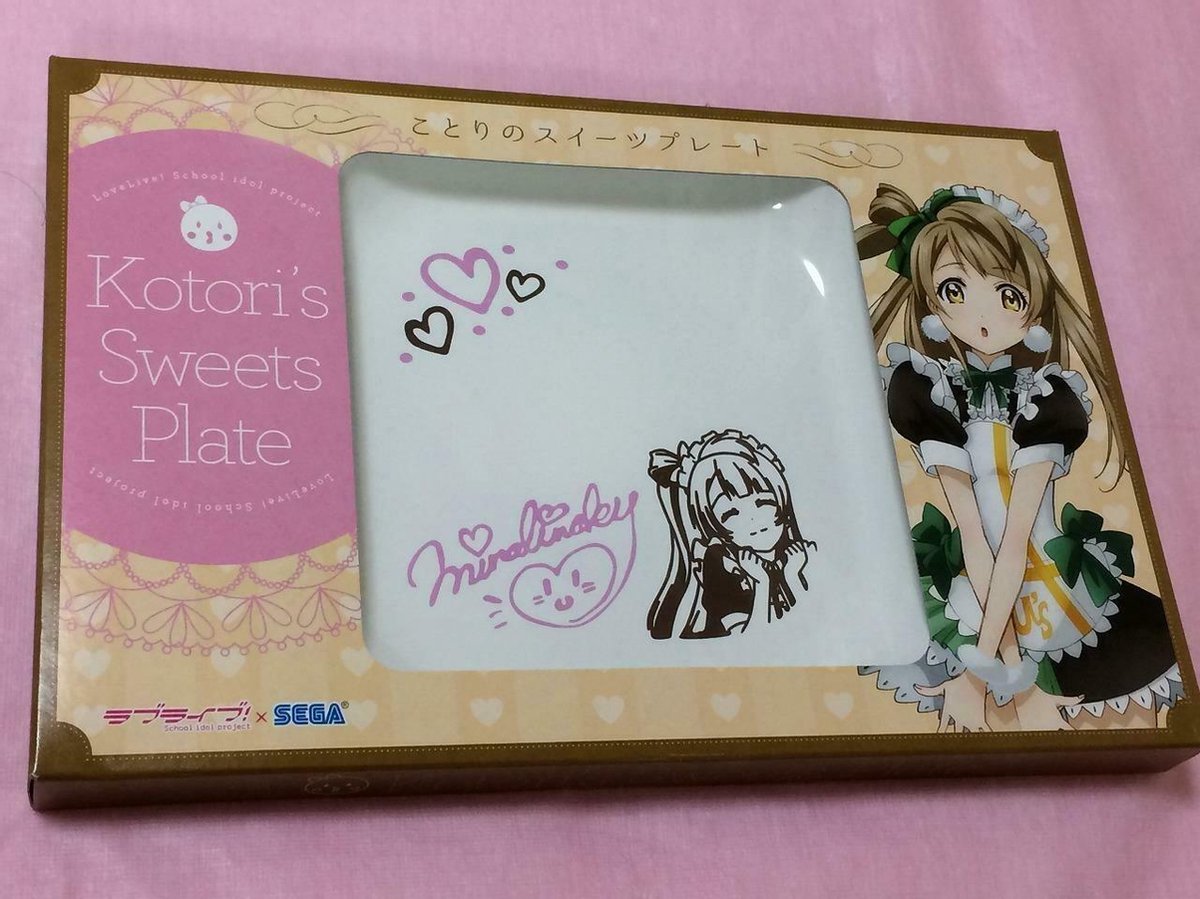 ことりのスイーツプレート
LoveLive! School idol project
Kotori's
Sweets
Plate
LoveLive! School idol project
Minalinsky
μ's
ラブライブ! × SEGA®
School idol project